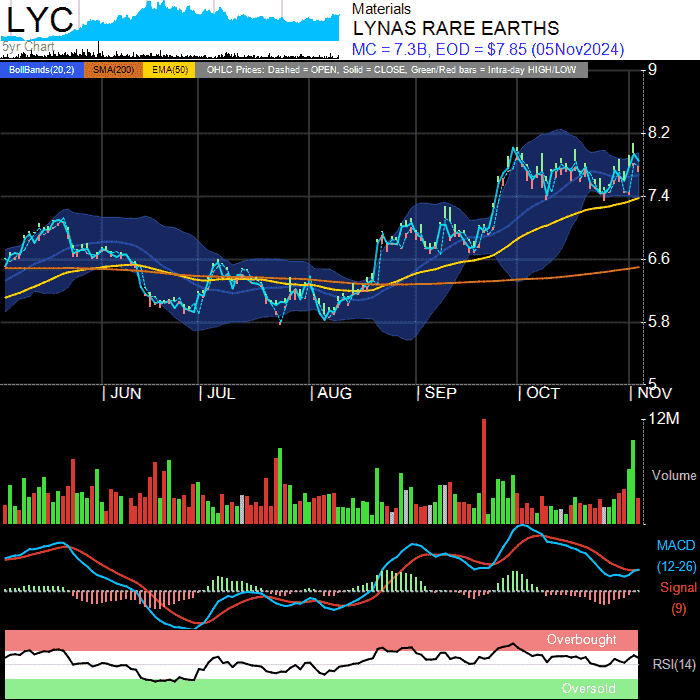 LYC
5yr Chart
Materials
LYNAS RARE EARTHS
MC = 7.3B, EOD = $7.85 (05Nov2024)
BollBands(20,2) SMA(200) EMA(50) OHLC Prices: Dashed = OPEN, Solid = CLOSE, Green/Red bars = Intra-day HIGH/LOW
9
8.2
7.4
6.6
5.8
5
| JUN | JUL | AUG | SEP | OCT | NOV
12M
Volume
MACD
(12-26)
Signal
(9)
Overbought
RSI(14)
Oversold